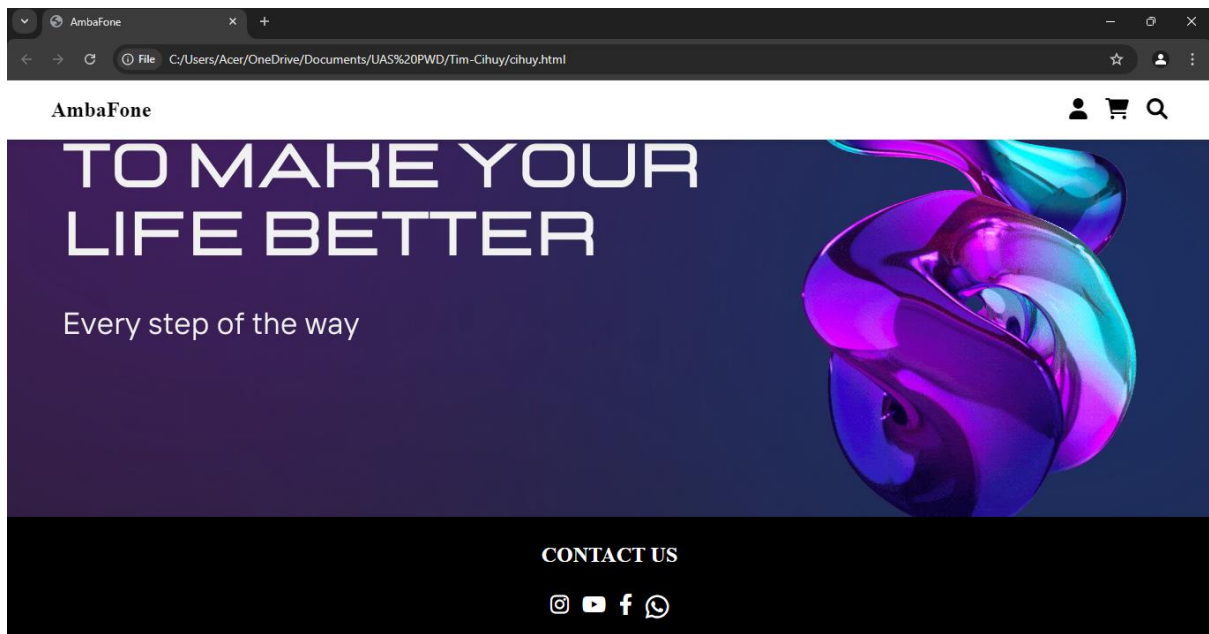 AmbaFone
File C:/Users/Acer/OneDrive/Documents/UAS%20PWD/Tim-Cihuy/cihuy.html
AmbaFone
TO MAKE YOUR
LIFE BETTER
Every step of the way
CONTACT US